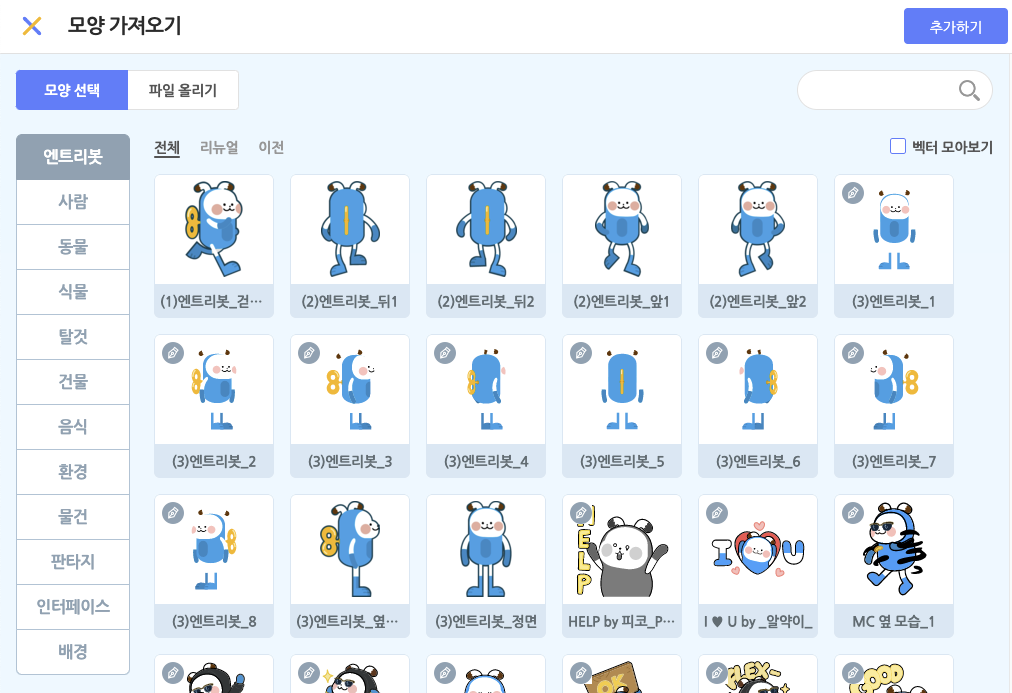 모양 가져오기
추가하기
모양 선택
파일 올리기
엔트리봇
사람
동물
식물
탈것
건물
음식
환경
물건
판타지
인터페이스
배경
전체 리뉴얼 이전
벡터 모아보기
(1)엔트리봇_걷…
(2)엔트리봇_뒤1
(2)엔트리봇_뒤2
(2)엔트리봇_앞1
(2)엔트리봇_앞2
(3)엔트리봇_1
(3)엔트리봇_2
(3)엔트리봇_3
(3)엔트리봇_4
(3)엔트리봇_5
(3)엔트리봇_6
(3)엔트리봇_7
HELP
I U
(3)엔트리봇_8
(3)엔트리봇_옆…
(3)엔트리봇_정면
HELP by 피코_P…
I ♥ U by _알약이_
MC 옆 모습_1
OK
FLEX~
GOOD